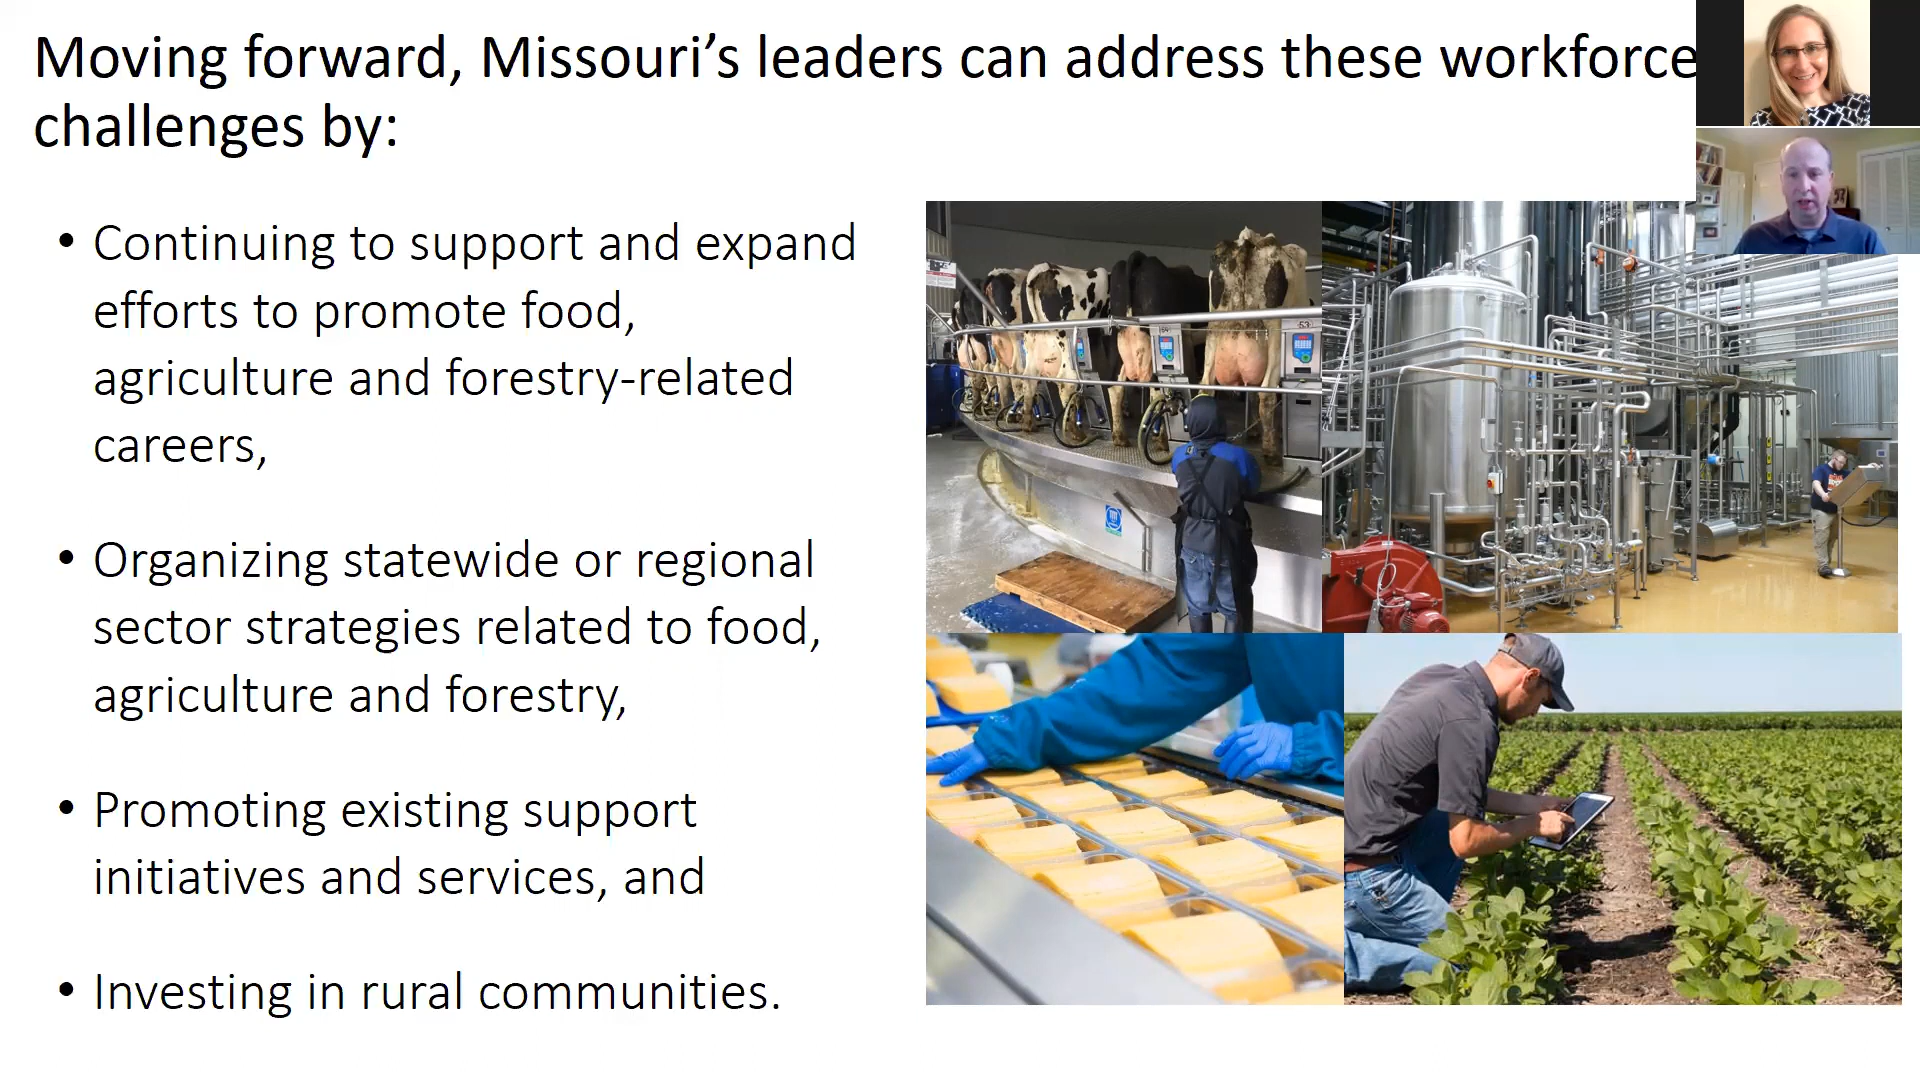 Moving forward, Missouri’s leaders can address these workforce
challenges by:
• Continuing to support and expand
efforts to promote food,
agriculture and forestry-related
careers,
• Organizing statewide or regional
sector strategies related to food,
agriculture and forestry,
• Promoting existing support
initiatives and services, and
• Investing in rural communities.